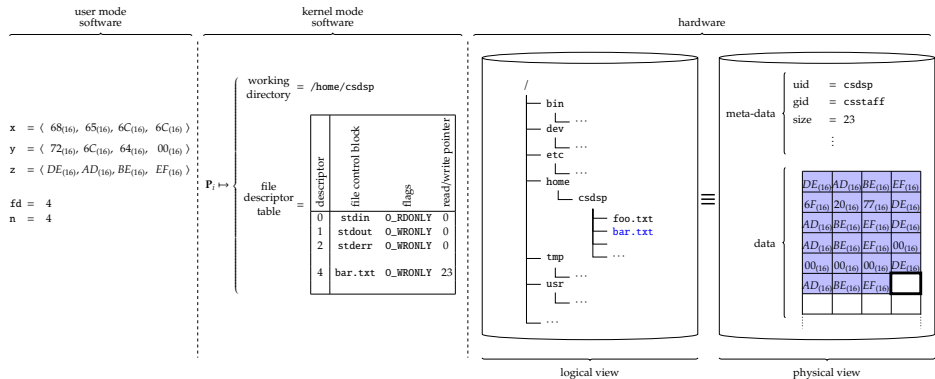 user mode
software
kernel mode
software
hardware
x = ⟨ 68(16), 65(16), 6C(16), 6C(16) ⟩
y = ⟨ 72(16), 6C(16), 64(16), 00(16) ⟩
z = ⟨ DE(16), AD(16), BE(16), EF(16) ⟩
fd = 4
n = 4
Pi ↦
working
directory = /home/csdsp
file
descriptor
table =
descriptor file control block flags read/write pointer
0 stdin O_RDONLY 0
1 stdout O_WRONLY 0
2 stderr O_WRONLY 0
4 bar.txt O_WRONLY 23
/
bin
...
dev
...
etc
...
home
csdsp
foo.txt
bar.txt
...
tmp
...
usr
...
...
logical view
≡
meta-data
uid = csdsp
gid = csstaff
size = 23
⋮
data
DE(16) AD(16) BE(16) EF(16)
6F(16) 20(16) 77(16) DE(16)
AD(16) BE(16) EF(16) DE(16)
AD(16) BE(16) EF(16) 00(16)
00(16) 00(16) 00(16) DE(16)
AD(16) BE(16) EF(16)
physical view